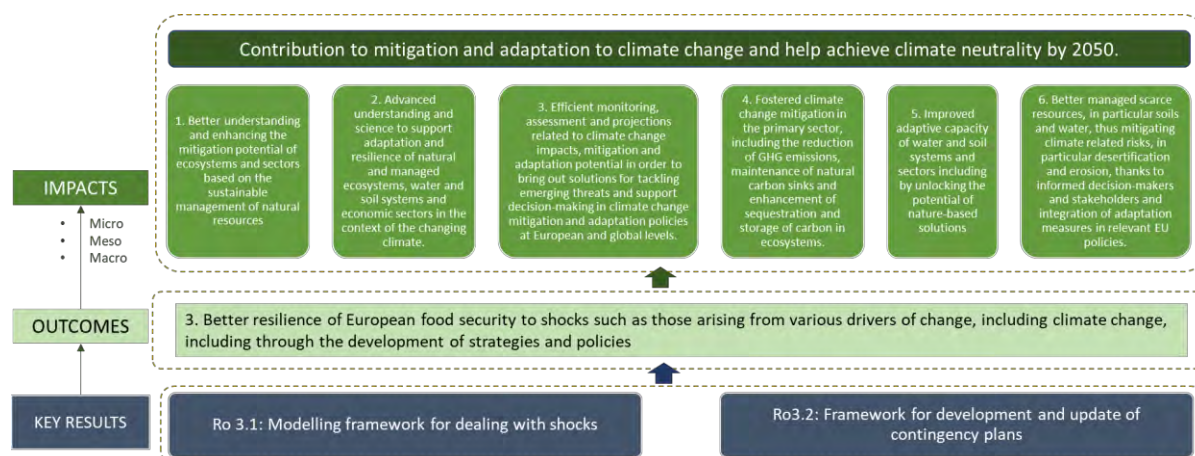 Contribution to mitigation and adaptation to climate change and help achieve climate neutrality by 2050.
1. Better understanding
and enhancing the
mitigation potential of
ecosystems and sectors
based on the
sustainable
management of natural
resources
2. Advanced
understanding and
science to support
adaptation and
resilience of natural
and managed
ecosystems, water and
soil systems and
economic sectors in the
context of the changing
climate.
3. Efficient monitoring,
assessment and projections
related to climate change
impacts, mitigation and
adaptation potential in order to
bring out solutions for tackling
emerging threats and support
decision-making in climate change
mitigation and adaptation policies
at European and global levels.
4. Fostered climate
change mitigation in
the primary sector,
including the reduction
of GHG emissions,
maintenance of natural
carbon sinks and
enhancement of
sequestration and
storage of carbon in
ecosystems.
5. Improved
adaptive capacity
of water and soil
systems and
sectors including
by unlocking the
potential of
nature-based
solutions
6. Better managed scarce
resources, in particular soils
and water, thus mitigating
climate related risks, in
particular desertification
and erosion, thanks to
informed decision-makers
and stakeholders and
integration of adaptation
measures in relevant EU
policies.
IMPACTS
• Micro
• Meso
• Macro
OUTCOMES
3. Better resilience of European food security to shocks such as those arising from various drivers of change, including climate change,
including through the development of strategies and policies
KEY RESULTS
Ro 3.1: Modelling framework for dealing with shocks
Ro3.2: Framework for development and update of
contingency plans